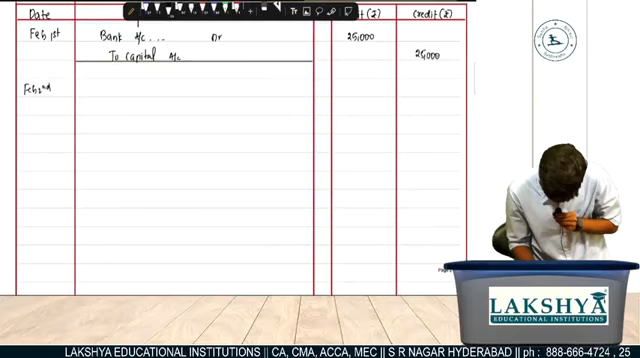 Date
t (₹)
Credit (₹)
Feb 1st Bank A/c ... Dr 25,000
To Capital A/c 25,000
Feb 2nd
LAKSHYA
EDUCATIONAL INSTITUTIONS
LAKSHYA EDUCATIONAL INSTITUTIONS || CA, CMA, ACCA, MEC || S R NAGAR HYDERABAD || ph : 888-666-4724 , 25